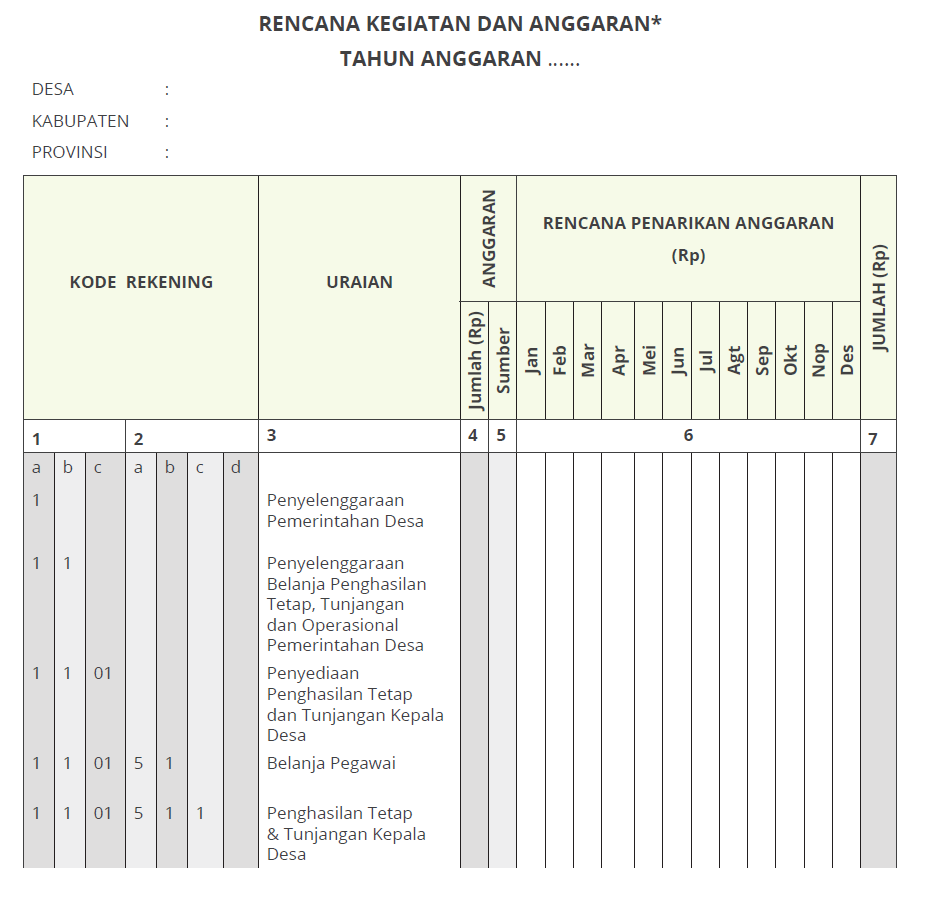 RENCANA KEGIATAN DAN ANGGARAN*
TAHUN ANGGARAN ......
DESA :
KABUPATEN :
PROVINSI :
KODE REKENING
URAIAN
ANGGARAN
RENCANA PENARIKAN ANGGARAN
(Rp)
JUMLAH (Rp)
Jumlah (Rp)
Sumber
Jan
Feb
Mar
Apr
Mei
Jun
Jul
Agt
Sep
Okt
Nop
Des
1 2 3 4 5 6 7
a b c a b c d
1 Penyelenggaraan
Pemerintahan Desa
1 1 Penyelenggaraan
Belanja Penghasilan
Tetap, Tunjangan
dan Operasional
Pemerintahan Desa
1 1 01 Penyediaan
Penghasilan Tetap
dan Tunjangan Kepala
Desa
1 1 01 5 1 Belanja Pegawai
1 1 01 5 1 1 Penghasilan Tetap
& Tunjangan Kepala
Desa